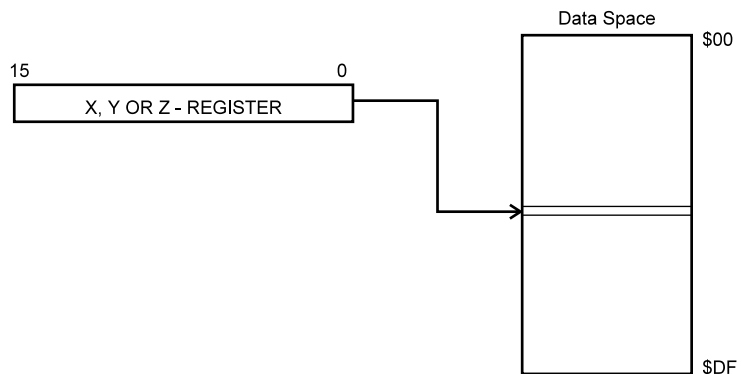 Data Space
$00
15 0
X, Y OR Z - REGISTER
$DF